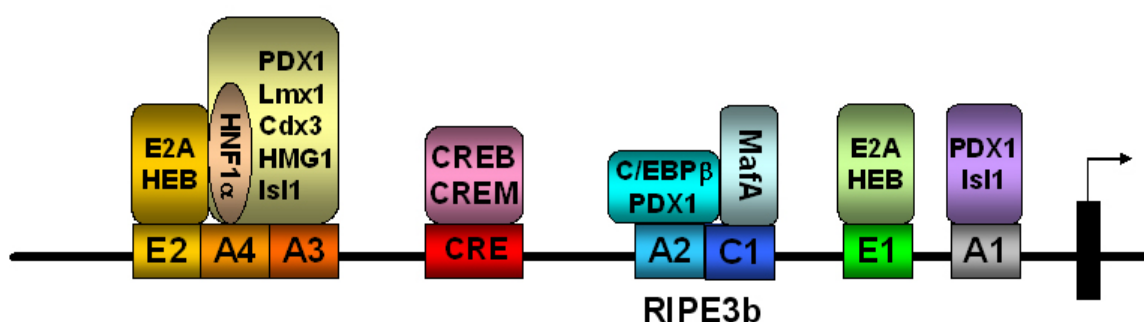 E2A
HEB
HNF1α
PDX1
Lmx1
Cdx3
HMG1
Isl1
CREB
CREM
C/EBPβ
PDX1
MafA
E2A
HEB
PDX1
Isl1
E2
A4
A3
CRE
A2
C1
E1
A1
RIPE3b